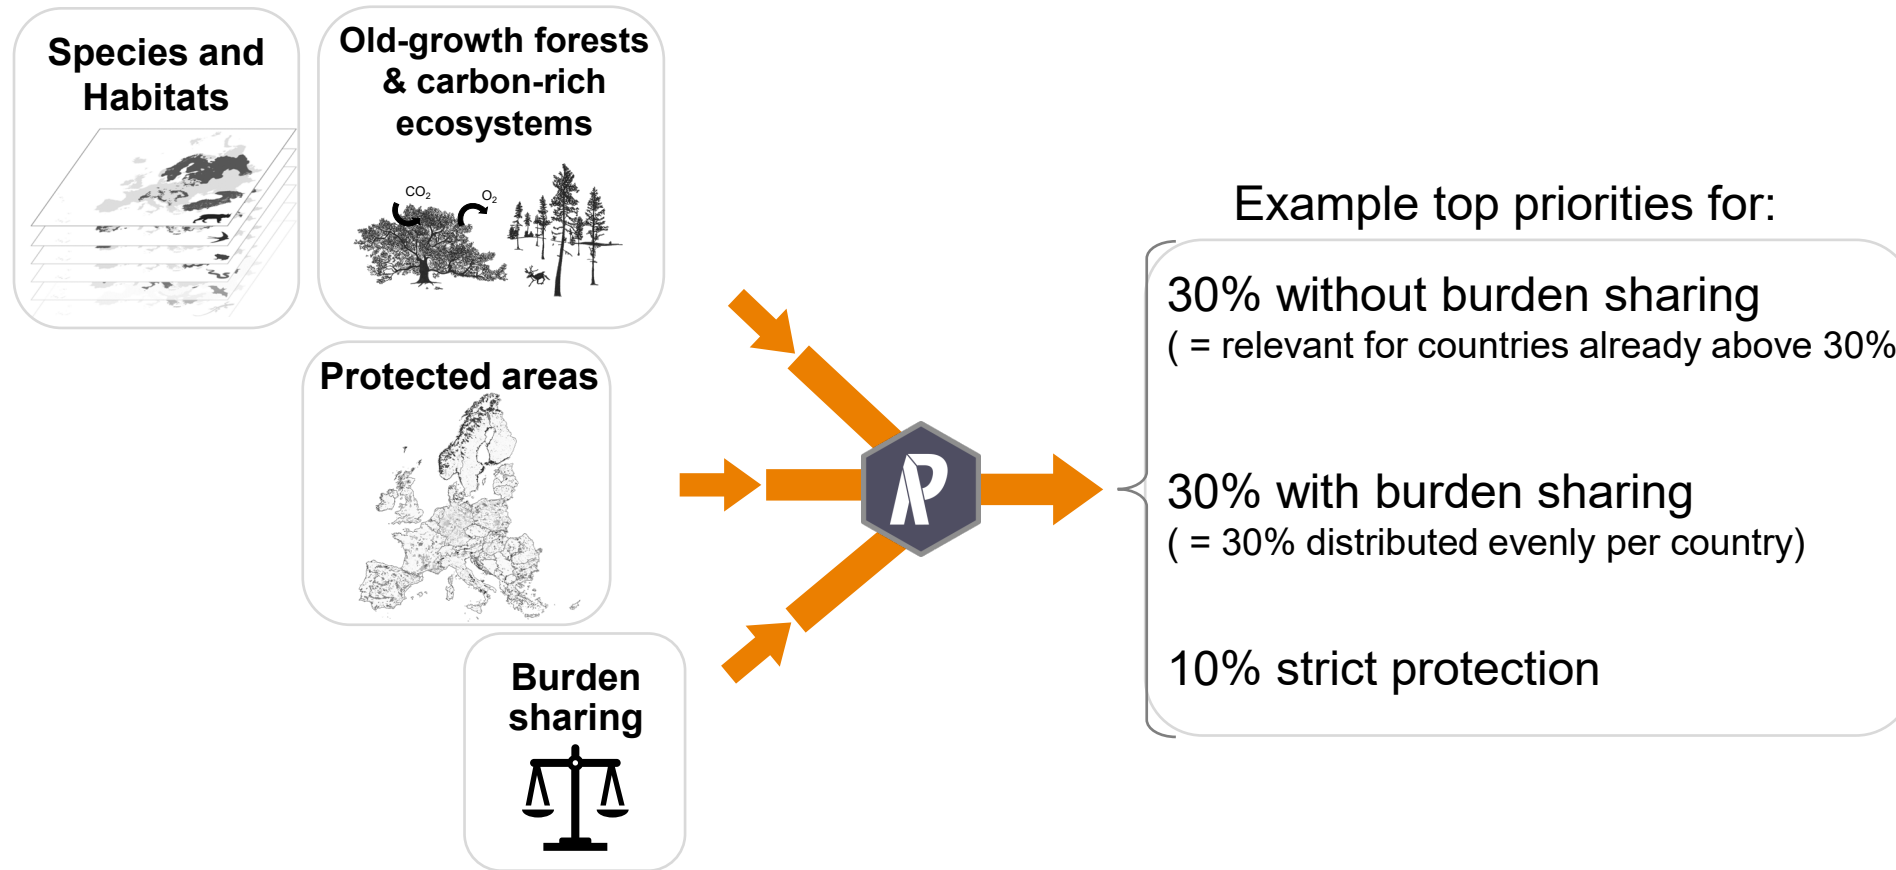 Species and
Habitats
Old-growth forests
& carbon-rich
ecosystems
CO₂
O₂
Protected areas
Burden
sharing
Example top priorities for:
30% without burden sharing
( = relevant for countries already above 30%
30% with burden sharing
( = 30% distributed evenly per country)
10% strict protection